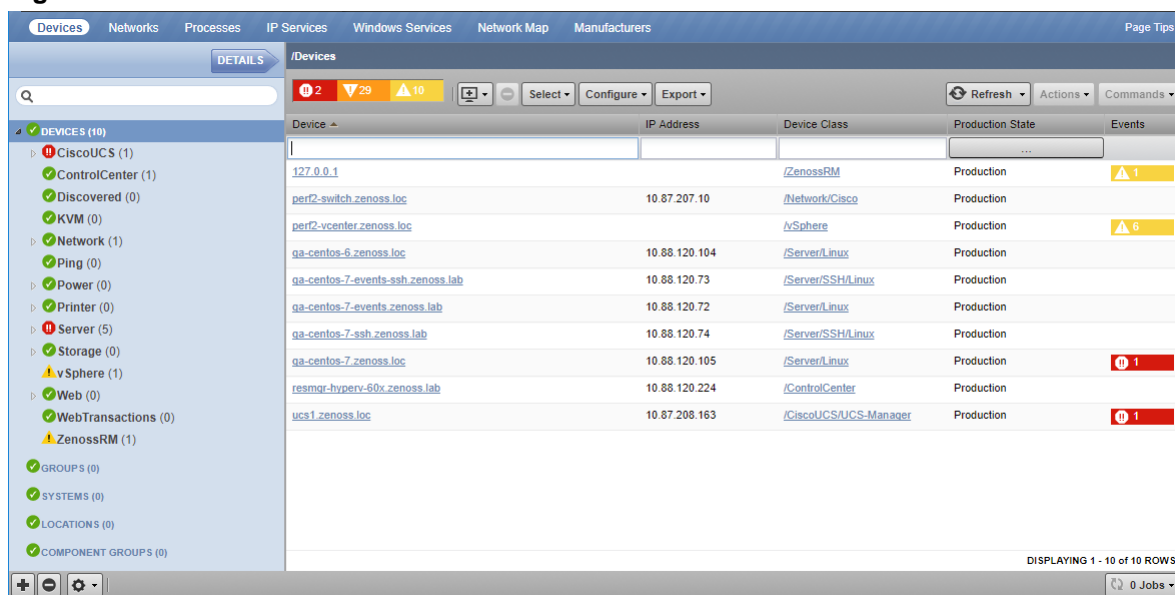 Devices Networks Processes IP Services Windows Services Network Map Manufacturers Page Tips
DETAILS /Devices
2 29 10 Select Configure Export Refresh Actions Commands
Device IP Address Device Class Production State Events
DEVICES (10)
...
CiscoUCS (1)
ControlCenter (1)
Discovered (0)
KVM (0)
Network (1)
Ping (0)
Power (0)
Printer (0)
Server (5)
Storage (0)
vSphere (1)
Web (0)
WebTransactions (0)
ZenossRM (1)
GROUPS (0)
SYSTEMS (0)
LOCATIONS (0)
COMPONENT GROUPS (0)
127.0.0.1 /ZenossRM Production 1
perf2-switch.zenoss.loc 10.87.207.10 /Network/Cisco Production
perf2-vcenter.zenoss.loc /vSphere Production 6
qa-centos-6.zenoss.loc 10.88.120.104 /Server/Linux Production
qa-centos-7-events-ssh.zenoss.lab 10.88.120.73 /Server/SSH/Linux Production
qa-centos-7-events.zenoss.lab 10.88.120.72 /Server/Linux Production
qa-centos-7-ssh.zenoss.lab 10.88.120.74 /Server/SSH/Linux Production
qa-centos-7.zenoss.loc 10.88.120.105 /Server/Linux Production 1
resmgr-hyperv-60x.zenoss.lab 10.88.120.224 /ControlCenter Production
ucs1.zenoss.loc 10.87.208.163 /CiscoUCS/UCS-Manager Production 1
DISPLAYING 1 - 10 of 10 ROWS
0 Jobs